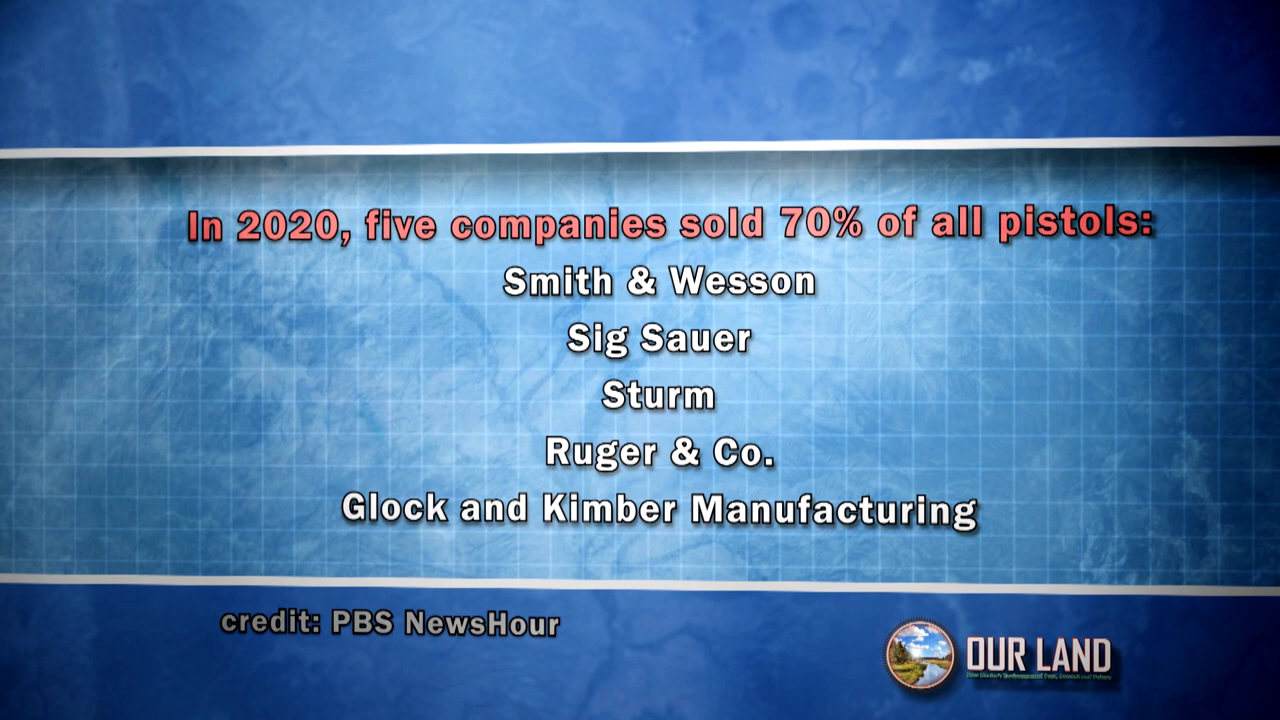 In 2020, five companies sold 70% of all pistols:
Smith & Wesson
Sig Sauer
Sturm
Ruger & Co.
Glock and Kimber Manufacturing
credit: PBS NewsHour
OUR LAND